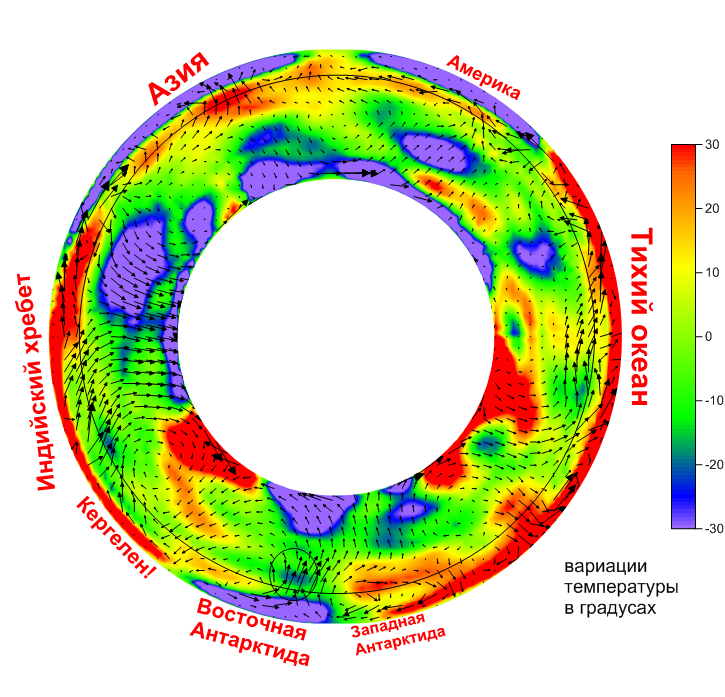 Азия
Америка
Тихий океан
Индийский хребет
Кергелен!
Восточная
Антарктида
Западная
Антарктида
30
20
10
0
-10
-20
-30
вариации
температуры
в градусах